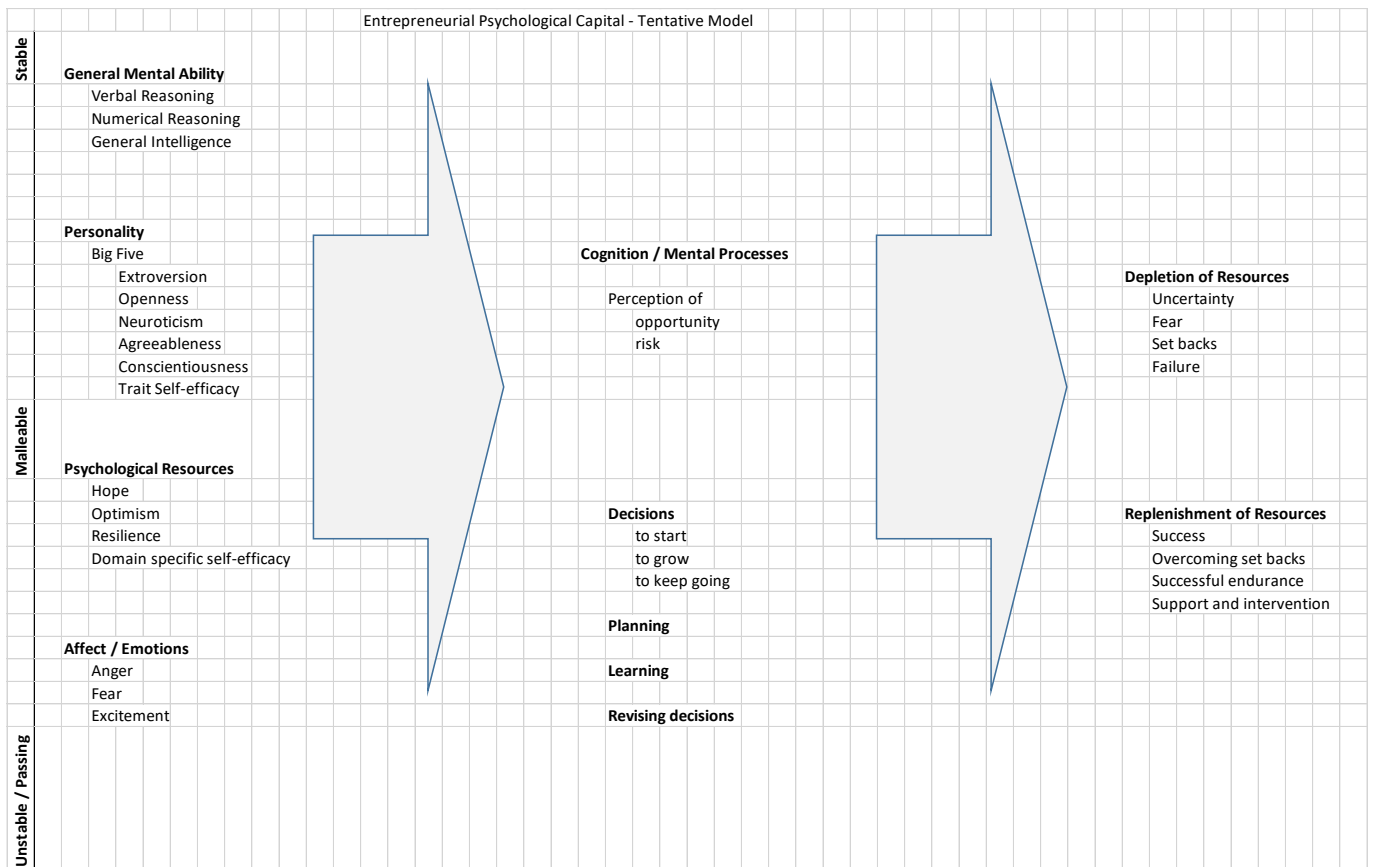 Entrepreneurial Psychological Capital - Tentative Model
Stable
General Mental Ability
Verbal Reasoning
Numerical Reasoning
General Intelligence
Personality
Big Five
Extroversion
Openness
Neuroticism
Agreeableness
Conscientiousness
Trait Self-efficacy
Malleable
Psychological Resources
Hope
Optimism
Resilience
Domain specific self-efficacy
Affect / Emotions
Anger
Fear
Excitement
Unstable / Passing
Cognition / Mental Processes
Perception of
opportunity
risk
Decisions
to start
to grow
to keep going
Planning
Learning
Revising decisions
Depletion of Resources
Uncertainty
Fear
Set backs
Failure
Replenishment of Resources
Success
Overcoming set backs
Successful endurance
Support and intervention